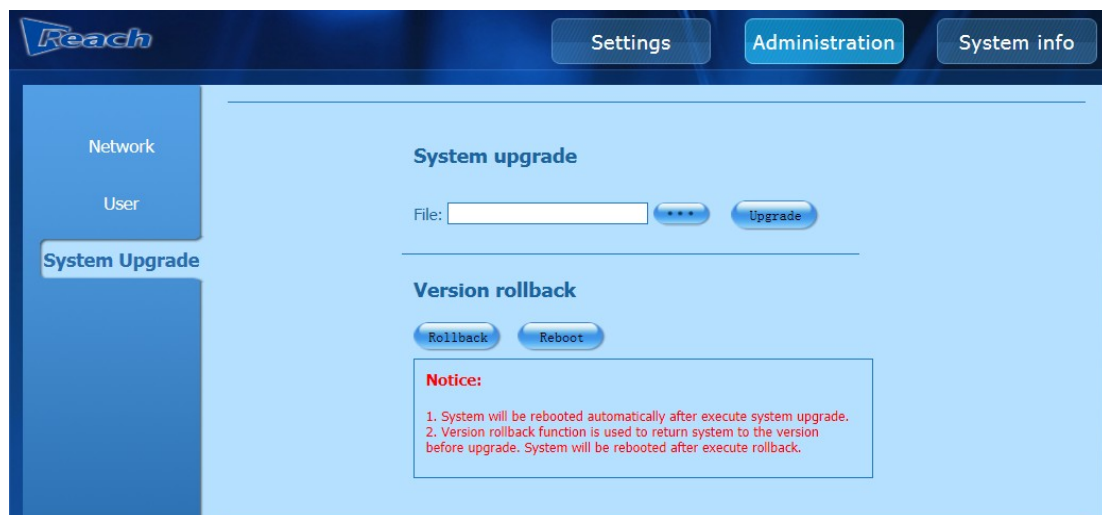 Reach
Settings
Administration
System info
Network
User
System Upgrade
System upgrade
File:
...
Upgrade
Version rollback
Rollback
Reboot
Notice:
1. System will be rebooted automatically after execute system upgrade.
2. Version rollback function is used to return system to the version
before upgrade. System will be rebooted after execute rollback.